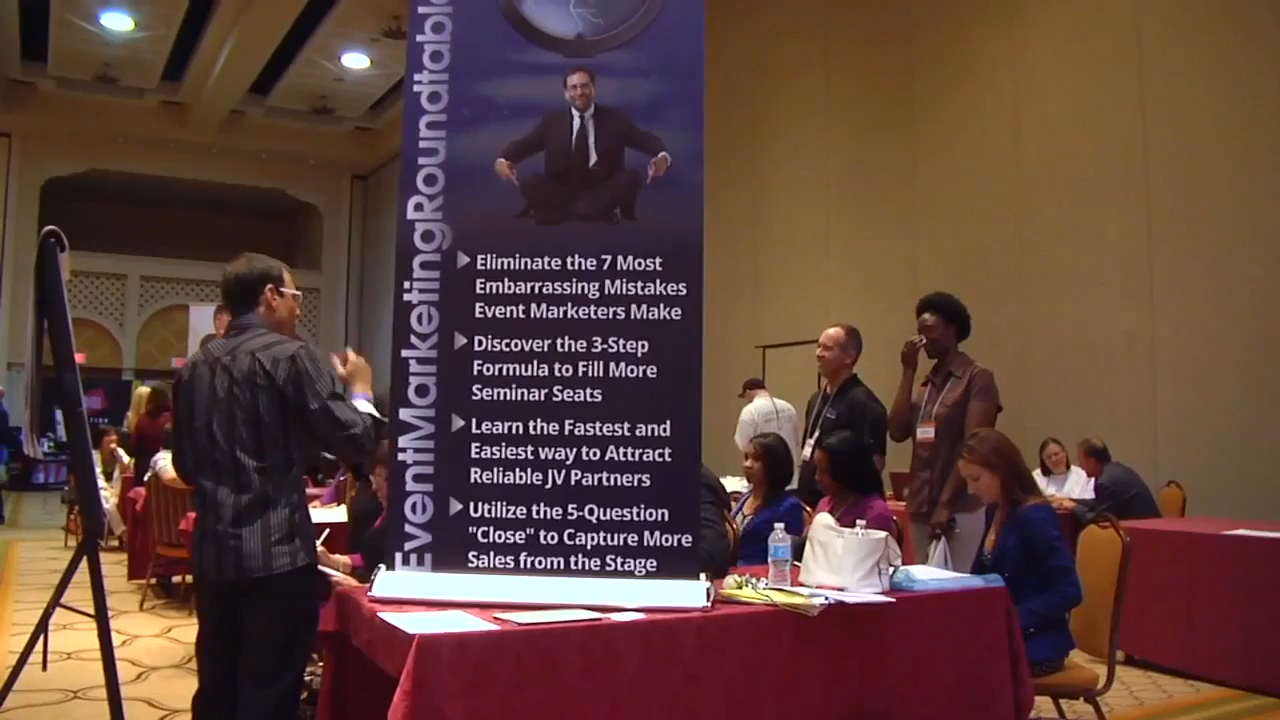 EventMarketingRoundtable
Eliminate the 7 Most
Embarrassing Mistakes
Event Marketers Make
Discover the 3-Step
Formula to Fill More
Seminar Seats
Learn the Fastest and
Easiest way to Attract
Reliable JV Partners
Utilize the 5-Question
"Close" to Capture More
Sales from the Stage